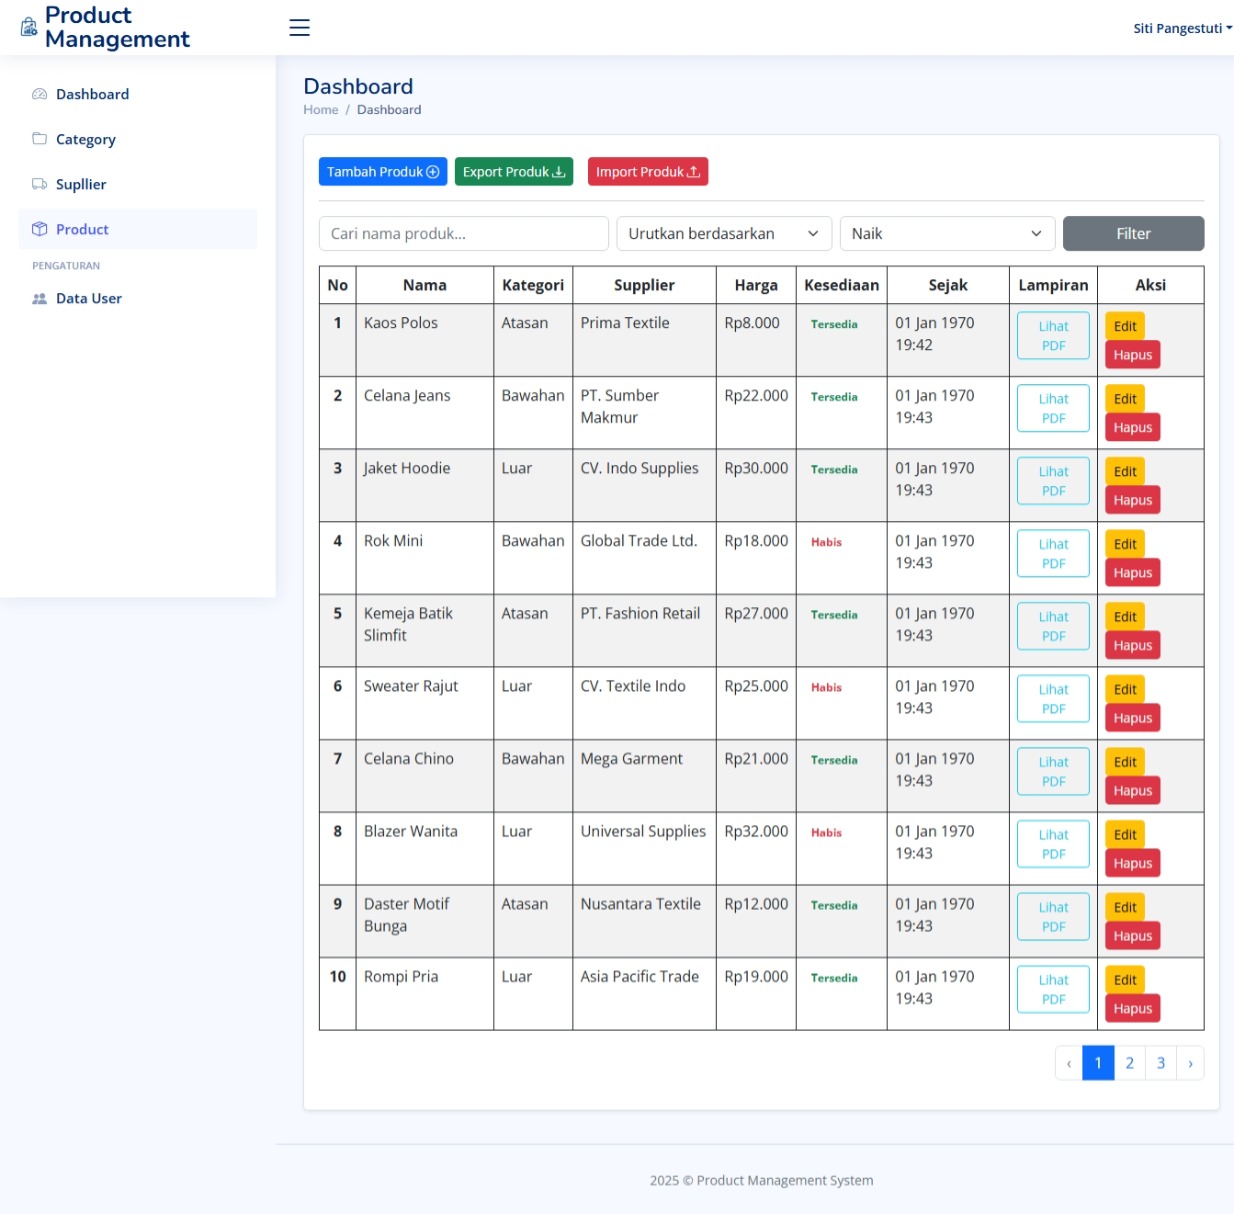 Product
Management
Siti Pangestuti
Dashboard
Category
Supllier
Product
PENGATURAN
Data User
Dashboard
Home / Dashboard
Tambah Produk
Export Produk
Import Produk
Cari nama produk...
Urutkan berdasarkan
Naik
Filter
No Nama Kategori Supplier Harga Kesediaan Sejak Lampiran Aksi
1 Kaos Polos Atasan Prima Textile Rp8.000 Tersedia 01 Jan 1970 Lihat Edit
19:42 PDF Hapus
2 Celana Jeans Bawahan PT. Sumber Rp22.000 Tersedia 01 Jan 1970 Lihat Edit
Makmur 19:43 PDF Hapus
3 Jaket Hoodie Luar CV. Indo Supplies Rp30.000 Tersedia 01 Jan 1970 Lihat Edit
19:43 PDF Hapus
4 Rok Mini Bawahan Global Trade Ltd. Rp18.000 Habis 01 Jan 1970 Lihat Edit
19:43 PDF Hapus
5 Kemeja Batik Atasan PT. Fashion Retail Rp27.000 Tersedia 01 Jan 1970 Lihat Edit
Slimfit 19:43 PDF Hapus
6 Sweater Rajut Luar CV. Textile Indo Rp25.000 Habis 01 Jan 1970 Lihat Edit
19:43 PDF Hapus
7 Celana Chino Bawahan Mega Garment Rp21.000 Tersedia 01 Jan 1970 Lihat Edit
19:43 PDF Hapus
8 Blazer Wanita Luar Universal Supplies Rp32.000 Habis 01 Jan 1970 Lihat Edit
19:43 PDF Hapus
9 Daster Motif Atasan Nusantara Textile Rp12.000 Tersedia 01 Jan 1970 Lihat Edit
Bunga 19:43 PDF Hapus
10 Rompi Pria Luar Asia Pacific Trade Rp19.000 Tersedia 01 Jan 1970 Lihat Edit
19:43 PDF Hapus
‹ 1 2 3 ›
2025 © Product Management System